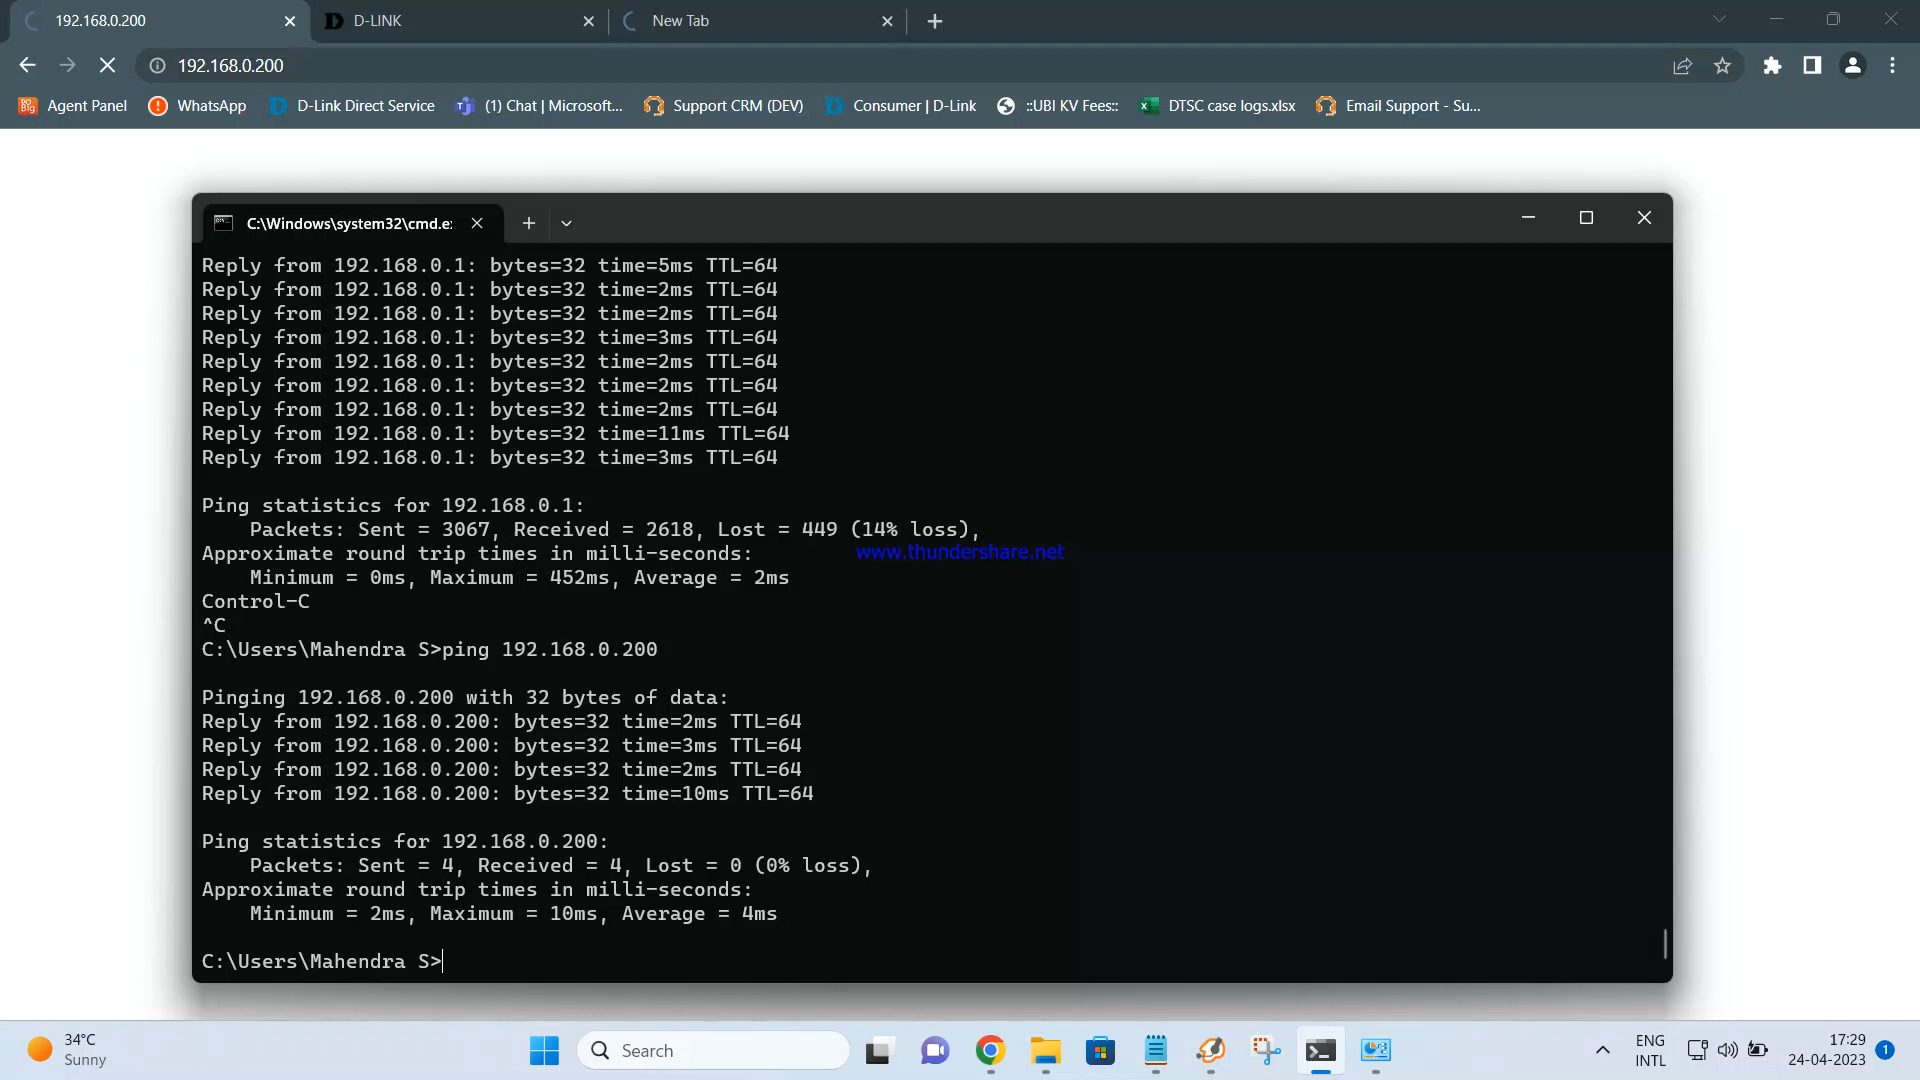 192.168.0.200
D-LINK
New Tab
192.168.0.200
Agent Panel
WhatsApp
D-Link Direct Service
(1) Chat | Microsoft...
Support CRM (DEV)
Consumer | D-Link
::UBI KV Fees::
DTSC case logs.xlsx
Email Support - Su...
C:\Windows\system32\cmd.e
Reply from 192.168.0.1: bytes=32 time=5ms TTL=64
Reply from 192.168.0.1: bytes=32 time=2ms TTL=64
Reply from 192.168.0.1: bytes=32 time=2ms TTL=64
Reply from 192.168.0.1: bytes=32 time=3ms TTL=64
Reply from 192.168.0.1: bytes=32 time=2ms TTL=64
Reply from 192.168.0.1: bytes=32 time=2ms TTL=64
Reply from 192.168.0.1: bytes=32 time=2ms TTL=64
Reply from 192.168.0.1: bytes=32 time=11ms TTL=64
Reply from 192.168.0.1: bytes=32 time=3ms TTL=64
Ping statistics for 192.168.0.1:
Packets: Sent = 3067, Received = 2618, Lost = 449 (14% loss),
Approximate round trip times in milli-seconds:
www.thundershare.net
Minimum = 0ms, Maximum = 452ms, Average = 2ms
Control-C
^C
C:\Users\Mahendra S>ping 192.168.0.200
Pinging 192.168.0.200 with 32 bytes of data:
Reply from 192.168.0.200: bytes=32 time=2ms TTL=64
Reply from 192.168.0.200: bytes=32 time=3ms TTL=64
Reply from 192.168.0.200: bytes=32 time=2ms TTL=64
Reply from 192.168.0.200: bytes=32 time=10ms TTL=64
Ping statistics for 192.168.0.200:
Packets: Sent = 4, Received = 4, Lost = 0 (0% loss),
Approximate round trip times in milli-seconds:
Minimum = 2ms, Maximum = 10ms, Average = 4ms
C:\Users\Mahendra S>
34°C
Sunny
Search
ENG
INTL
17:29
24-04-2023
1